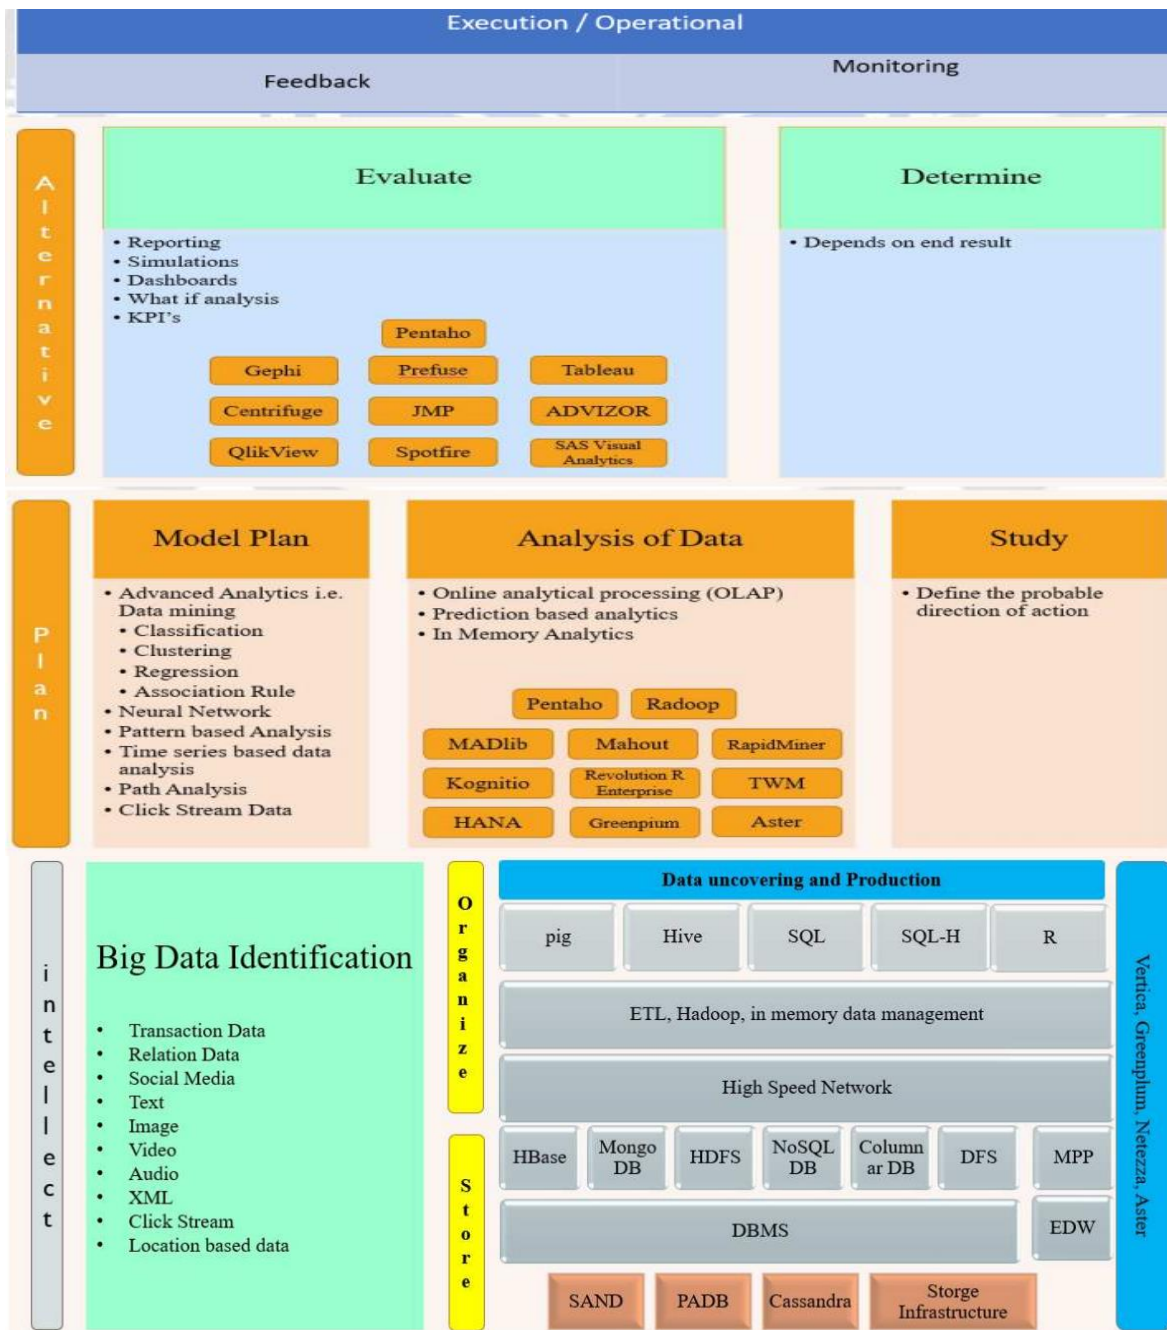 Execution / Operational
Feedback
Monitoring
Alternative
Evaluate
• Reporting
• Simulations
• Dashboards
• What if analysis
• KPI's
Pentaho
Gephi
Prefuse
Tableau
Centrifuge
JMP
ADVIZOR
QlikView
Spotfire
SAS Visual
Analytics
Determine
• Depends on end result
Plan
Model Plan
• Advanced Analytics i.e.
Data mining
• Classification
• Clustering
• Regression
• Association Rule
• Neural Network
• Pattern based Analysis
• Time series based data
analysis
• Path Analysis
• Click Stream Data
Analysis of Data
• Online analytical processing (OLAP)
• Prediction based analytics
• In Memory Analytics
Pentaho
Radoop
MADlib
Mahout
RapidMiner
Kognitio
Revolution R
Enterprise
TWM
HANA
Greenpium
Aster
Study
• Define the probable
direction of action
intellect
Big Data Identification
• Transaction Data
• Relation Data
• Social Media
• Text
• Image
• Video
• Audio
• XML
• Click Stream
• Location based data
Organize
Store
Data uncovering and Production
pig
Hive
SQL
SQL-H
R
ETL, Hadoop, in memory data management
High Speed Network
HBase
Mongo
DB
HDFS
NoSQL
DB
Column
ar DB
DFS
MPP
DBMS
EDW
SAND
PADB
Cassandra
Storge
Infrastructure
Vertica, Greenplum, Netezza, Aster